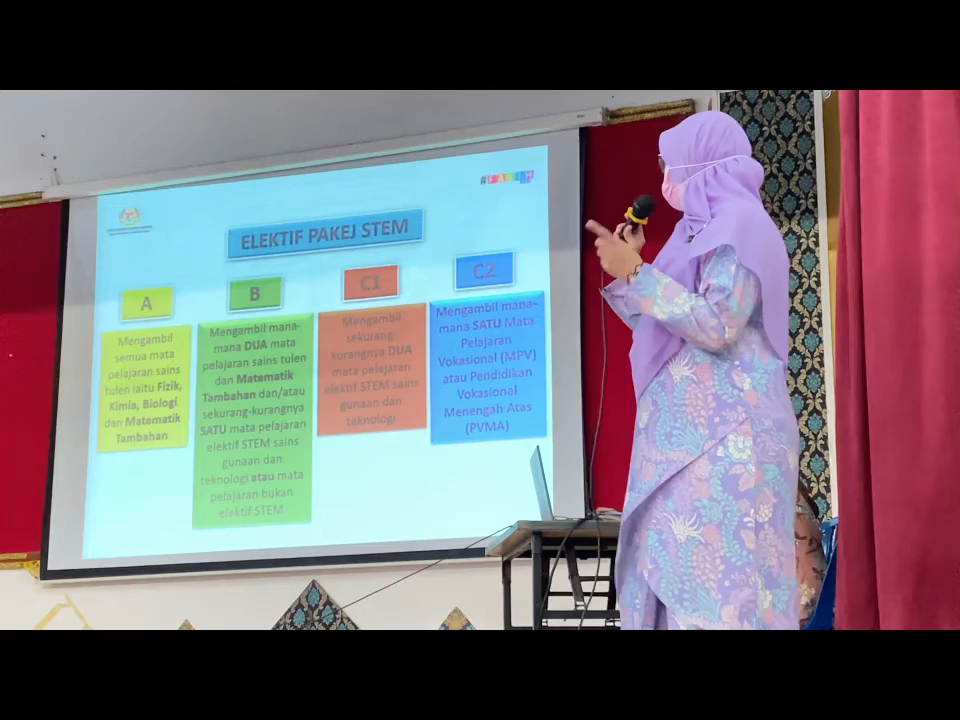 #FASIH
ELEKTIF PAKEJ STEM
A
Mengambil
semua mata
pelajaran sains
tulen iaitu Fizik,
Kimia, Biologi
dan Matematik
Tambahan
B
Mengambil mana-
mana DUA mata
pelajaran sains tulen
dan Matematik
Tambahan dan/atau
sekurang-kurangnya
SATU mata pelajaran
elektif STEM sains
gunaan dan
teknologi atau mata
pelajaran bukan
elektif STEM
C1
Mengambil
sekurang-
kurangnya DUA
mata pelajaran
elektif STEM sains
gunaan dan
teknologi
C2
Mengambil mana-
mana SATU Mata
Pelajaran
Vokasional (MPV)
atau Pendidikan
Vokasional
Menengah Atas
(PVMA)